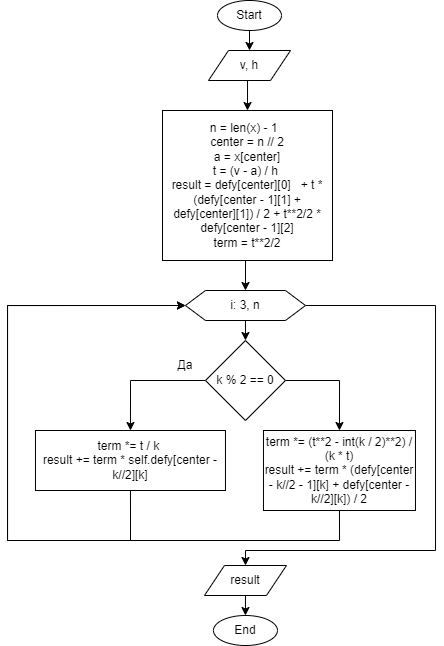 Start
v, h
n = len(x) - 1
center = n // 2
a = x[center]
t = (v - a) / h
result = defy[center][0]   + t *
(defy[center - 1][1] +
defy[center][1]) / 2 + t**2/2 *
defy[center - 1][2]
term = t**2/2
i: 3, n
Да
k % 2 == 0
term *= t / k
result += term * self.defy[center -
k//2][k]
term *= (t**2 - int(k / 2)**2) /
(k * t)
result += term * (defy[center
- k//2 - 1][k] + defy[center -
k//2][k]) / 2
result
End